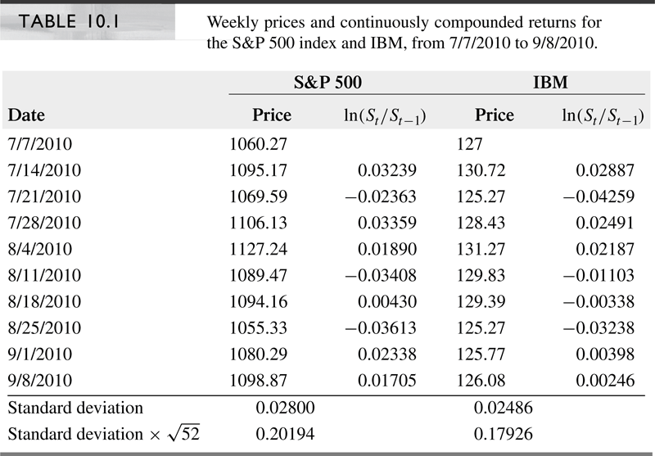 TABLE 10.1
Weekly prices and continuously compounded returns for
the S&P 500 index and IBM, from 7/7/2010 to 9/8/2010.
S&P 500 IBM
Date Price ln(Sₜ/Sₜ₋₁) Price ln(Sₜ/Sₜ₋₁)
7/7/2010 1060.27 127
7/14/2010 1095.17 0.03239 130.72 0.02887
7/21/2010 1069.59 −0.02363 125.27 −0.04259
7/28/2010 1106.13 0.03359 128.43 0.02491
8/4/2010 1127.24 0.01890 131.27 0.02187
8/11/2010 1089.47 −0.03408 129.83 −0.01103
8/18/2010 1094.16 0.00430 129.39 −0.00338
8/25/2010 1055.33 −0.03613 125.27 −0.03238
9/1/2010 1080.29 0.02338 125.77 0.00398
9/8/2010 1098.87 0.01705 126.08 0.00246
Standard deviation 0.02800 0.02486
Standard deviation × √52 0.20194 0.17926